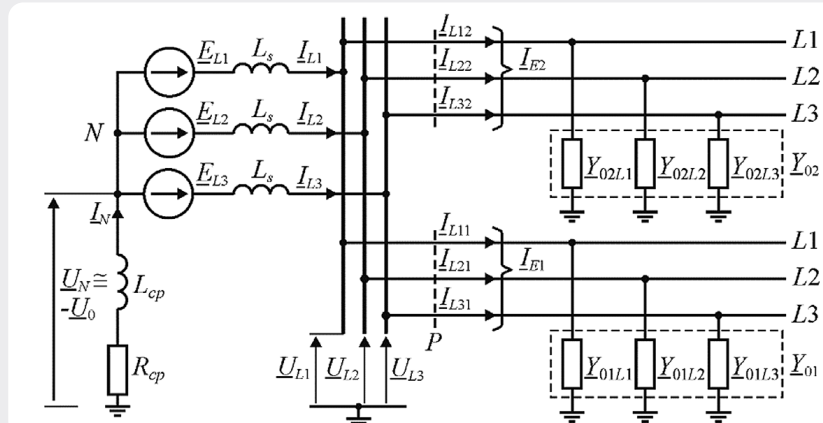 E_L1 L_s I_L1 I_L12 I_E2 L1
E_L2 L_s I_L2 I_L22 L2
N
E_L3 L_s I_L3 I_L32 L3
Y_02L1 Y_02L2 Y_02L3 Y_02
I_N
I_L11 I_E1 L1
U_N ≅ -U_0
L_cp
I_L21 L2
I_L31 L3
P
R_cp
U_L1 U_L2 U_L3
Y_01L1 Y_01L2 Y_01L3 Y_01